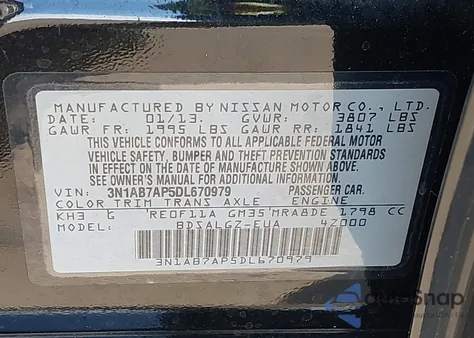 MANUFACTURED BY NISSAN MOTOR CO., LTD.
DATE: 01/13. GVWR: 3807 LBS
GAWR FR: 1995 LBS GAWR RR: 1841 LBS
THIS VEHICLE CONFORMS TO ALL APPLICABLE FEDERAL MOTOR
VEHICLE SAFETY, BUMPER AND THEFT PREVENTION STANDARDS
IN EFFECT ON THE DATE OF MANUFACTURE SHOWN ABOVE.
SEE OWNER'S MANUAL FOR ADDITIONAL INFORMATION.
VIN: 3N1AB7AP5DL670979 PASSENGER CAR.
COLOR TRIM TRANS AXLE ENGINE
KH3 G RE0F11A GM35 MRA8DE 1798 CC
MODEL: BDSALGZ-EUA 4Z000
3N1AB7AP5DL670979
AutoSnap